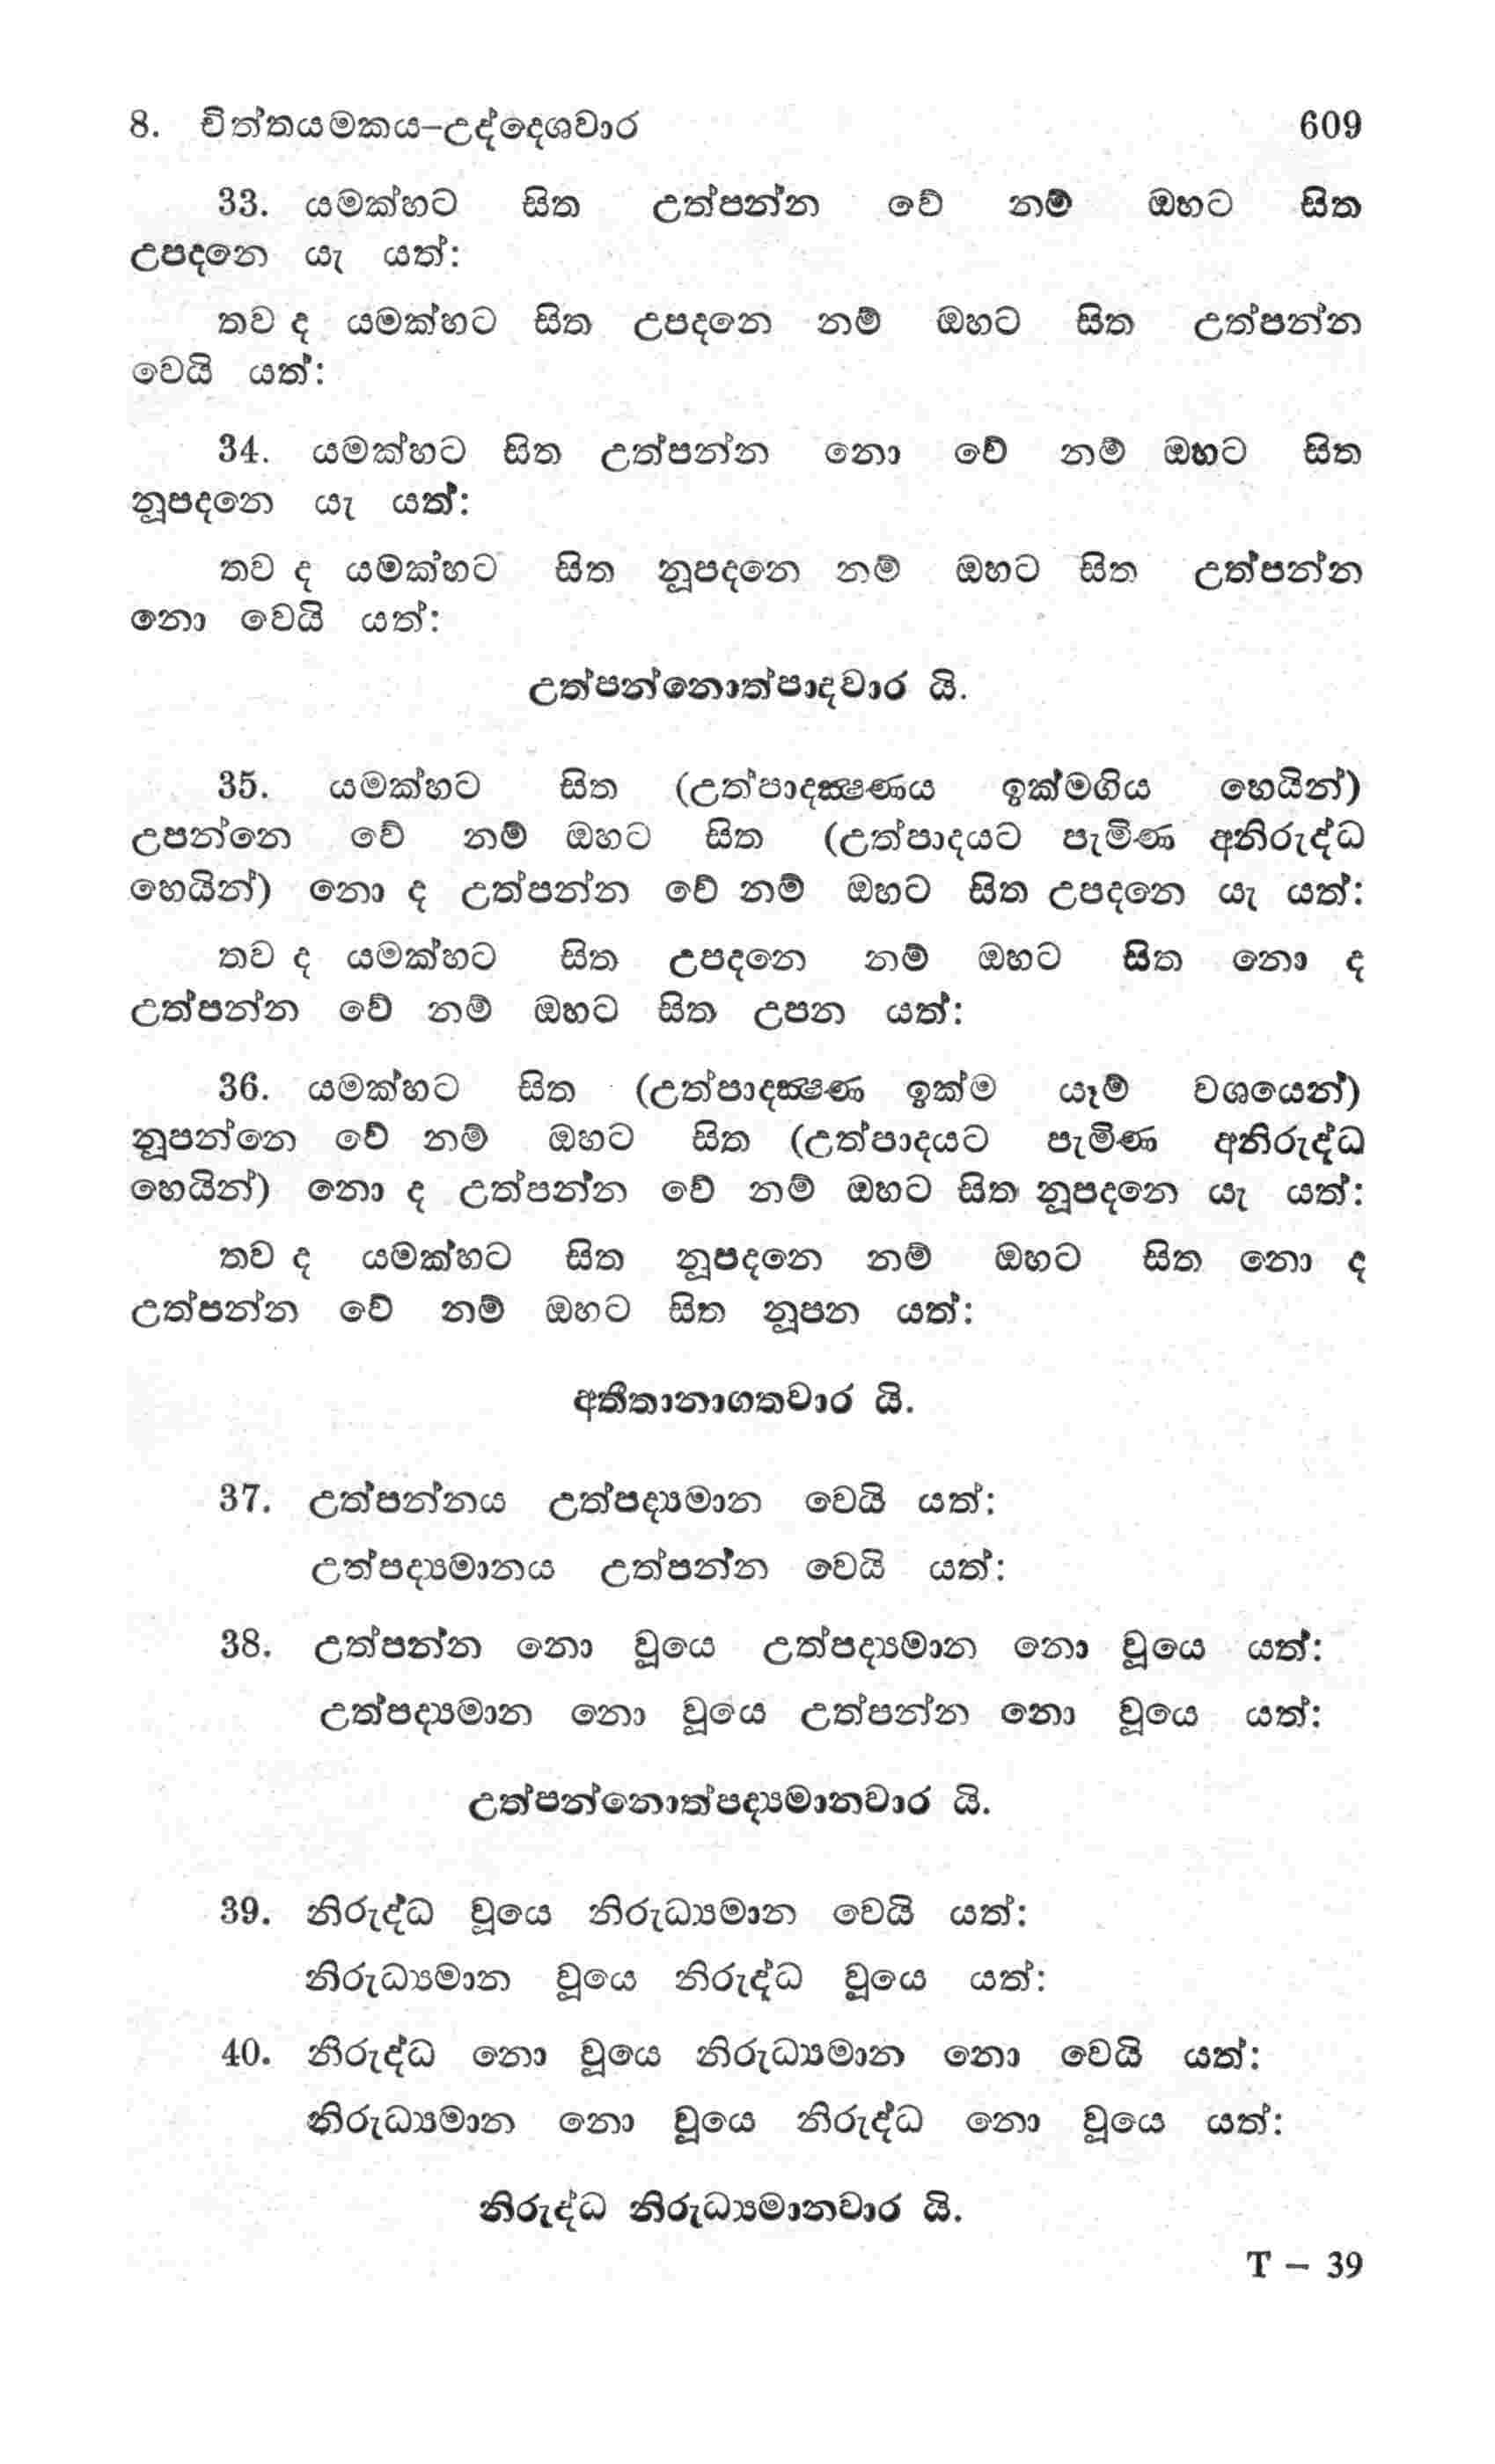 8. චිත්තයමකය–උද්දෙශවාර 609
33. යමක්හට සිත උත්පන්න වේ නම් ඔහට සිත
උපදනෙ යැ යත්:
තව ද යමක්හට සිත උපදනෙ නම් ඔහට සිත උත්පන්න
වෙයි යත්:
34. යමක්හට සිත උත්පන්න නො වේ නම් ඔහට සිත
නූපදනෙ යැ යත්:
තව ද යමක්හට සිත නූපදනෙ නම් ඔහට සිත උත්පන්න
නො වෙයි යත්:
උත්පන්නොත්පාදවාර යි.
35. යමක්හට සිත (උත්පාදක්‍ෂණය ඉක්මගිය හෙයින්)
උපන්නෙ වේ නම් ඔහට සිත (උත්පාදයට පැමිණ අනිරුද්ධ
හෙයින්) නො ද උත්පන්න වේ නම් ඔහට සිත උපදනෙ යැ යත්:
තව ද යමක්හට සිත උපදනෙ නම් ඔහට සිත නො ද
උත්පන්න වේ නම් ඔහට සිත උපන යත්:
36. යමක්හට සිත (උත්පාදක්‍ෂණ ඉක්ම යෑම් වශයෙන්)
නූපන්නෙ වේ නම් ඔහට සිත (උත්පාදයට පැමිණ අනිරුද්ධ
හෙයින්) නො ද උත්පන්න වේ නම් ඔහට සිත නූපදනෙ යැ යත්:
තව ද යමක්හට සිත නූපදනෙ නම් ඔහට සිත නො ද
උත්පන්න වේ නම් ඔහට සිත නූපන යත්:
අතීතානාගතවාර යි.
37. උත්පන්නය උත්පද්‍යමාන වෙයි යත්:
උත්පද්‍යමානය උත්පන්න වෙයි යත්:
38. උත්පන්න නො වූයෙ උත්පද්‍යමාන නො වූයෙ යත්:
උත්පද්‍යමාන නො වූයෙ උත්පන්න නො වූයෙ යත්:
උත්පන්නොත්පද්‍යමානවාර යි.
39. නිරුද්ධ වූයෙ නිරුධ්‍යමාන වෙයි යත්:
නිරුධ්‍යමාන වූයෙ නිරුද්ධ වූයෙ යත්:
40. නිරුද්ධ නො වූයෙ නිරුධ්‍යමාන නො වෙයි යත්:
නිරුධ්‍යමාන නො වූයෙ නිරුද්ධ නො වූයෙ යත්:
නිරුද්ධ නිරුධ්‍යමානවාර යි.
T – 39